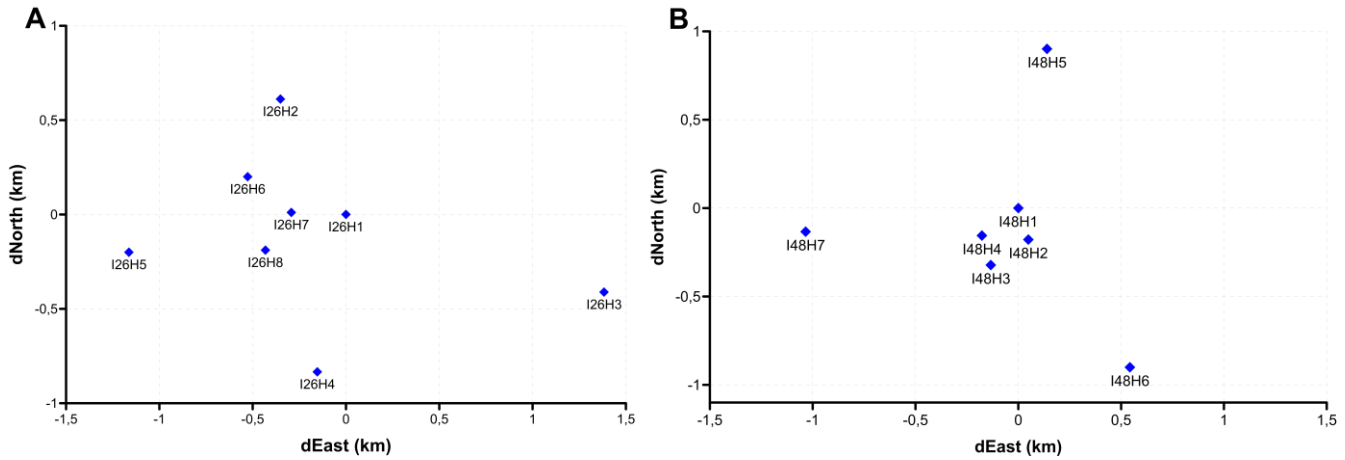 A
1
0,5
0
-0,5
-1
-1,5
-1
-0,5
0
0,5
1
1,5
dNorth (km)
dEast (km)
I26H2
I26H6
I26H7
I26H1
I26H8
I26H5
I26H3
I26H4
B
1
0,5
0
-0,5
-1
-1,5
-1
-0,5
0
0,5
1
1,5
dNorth (km)
dEast (km)
I48H5
I48H1
I48H7
I48H4
I48H2
I48H3
I48H6